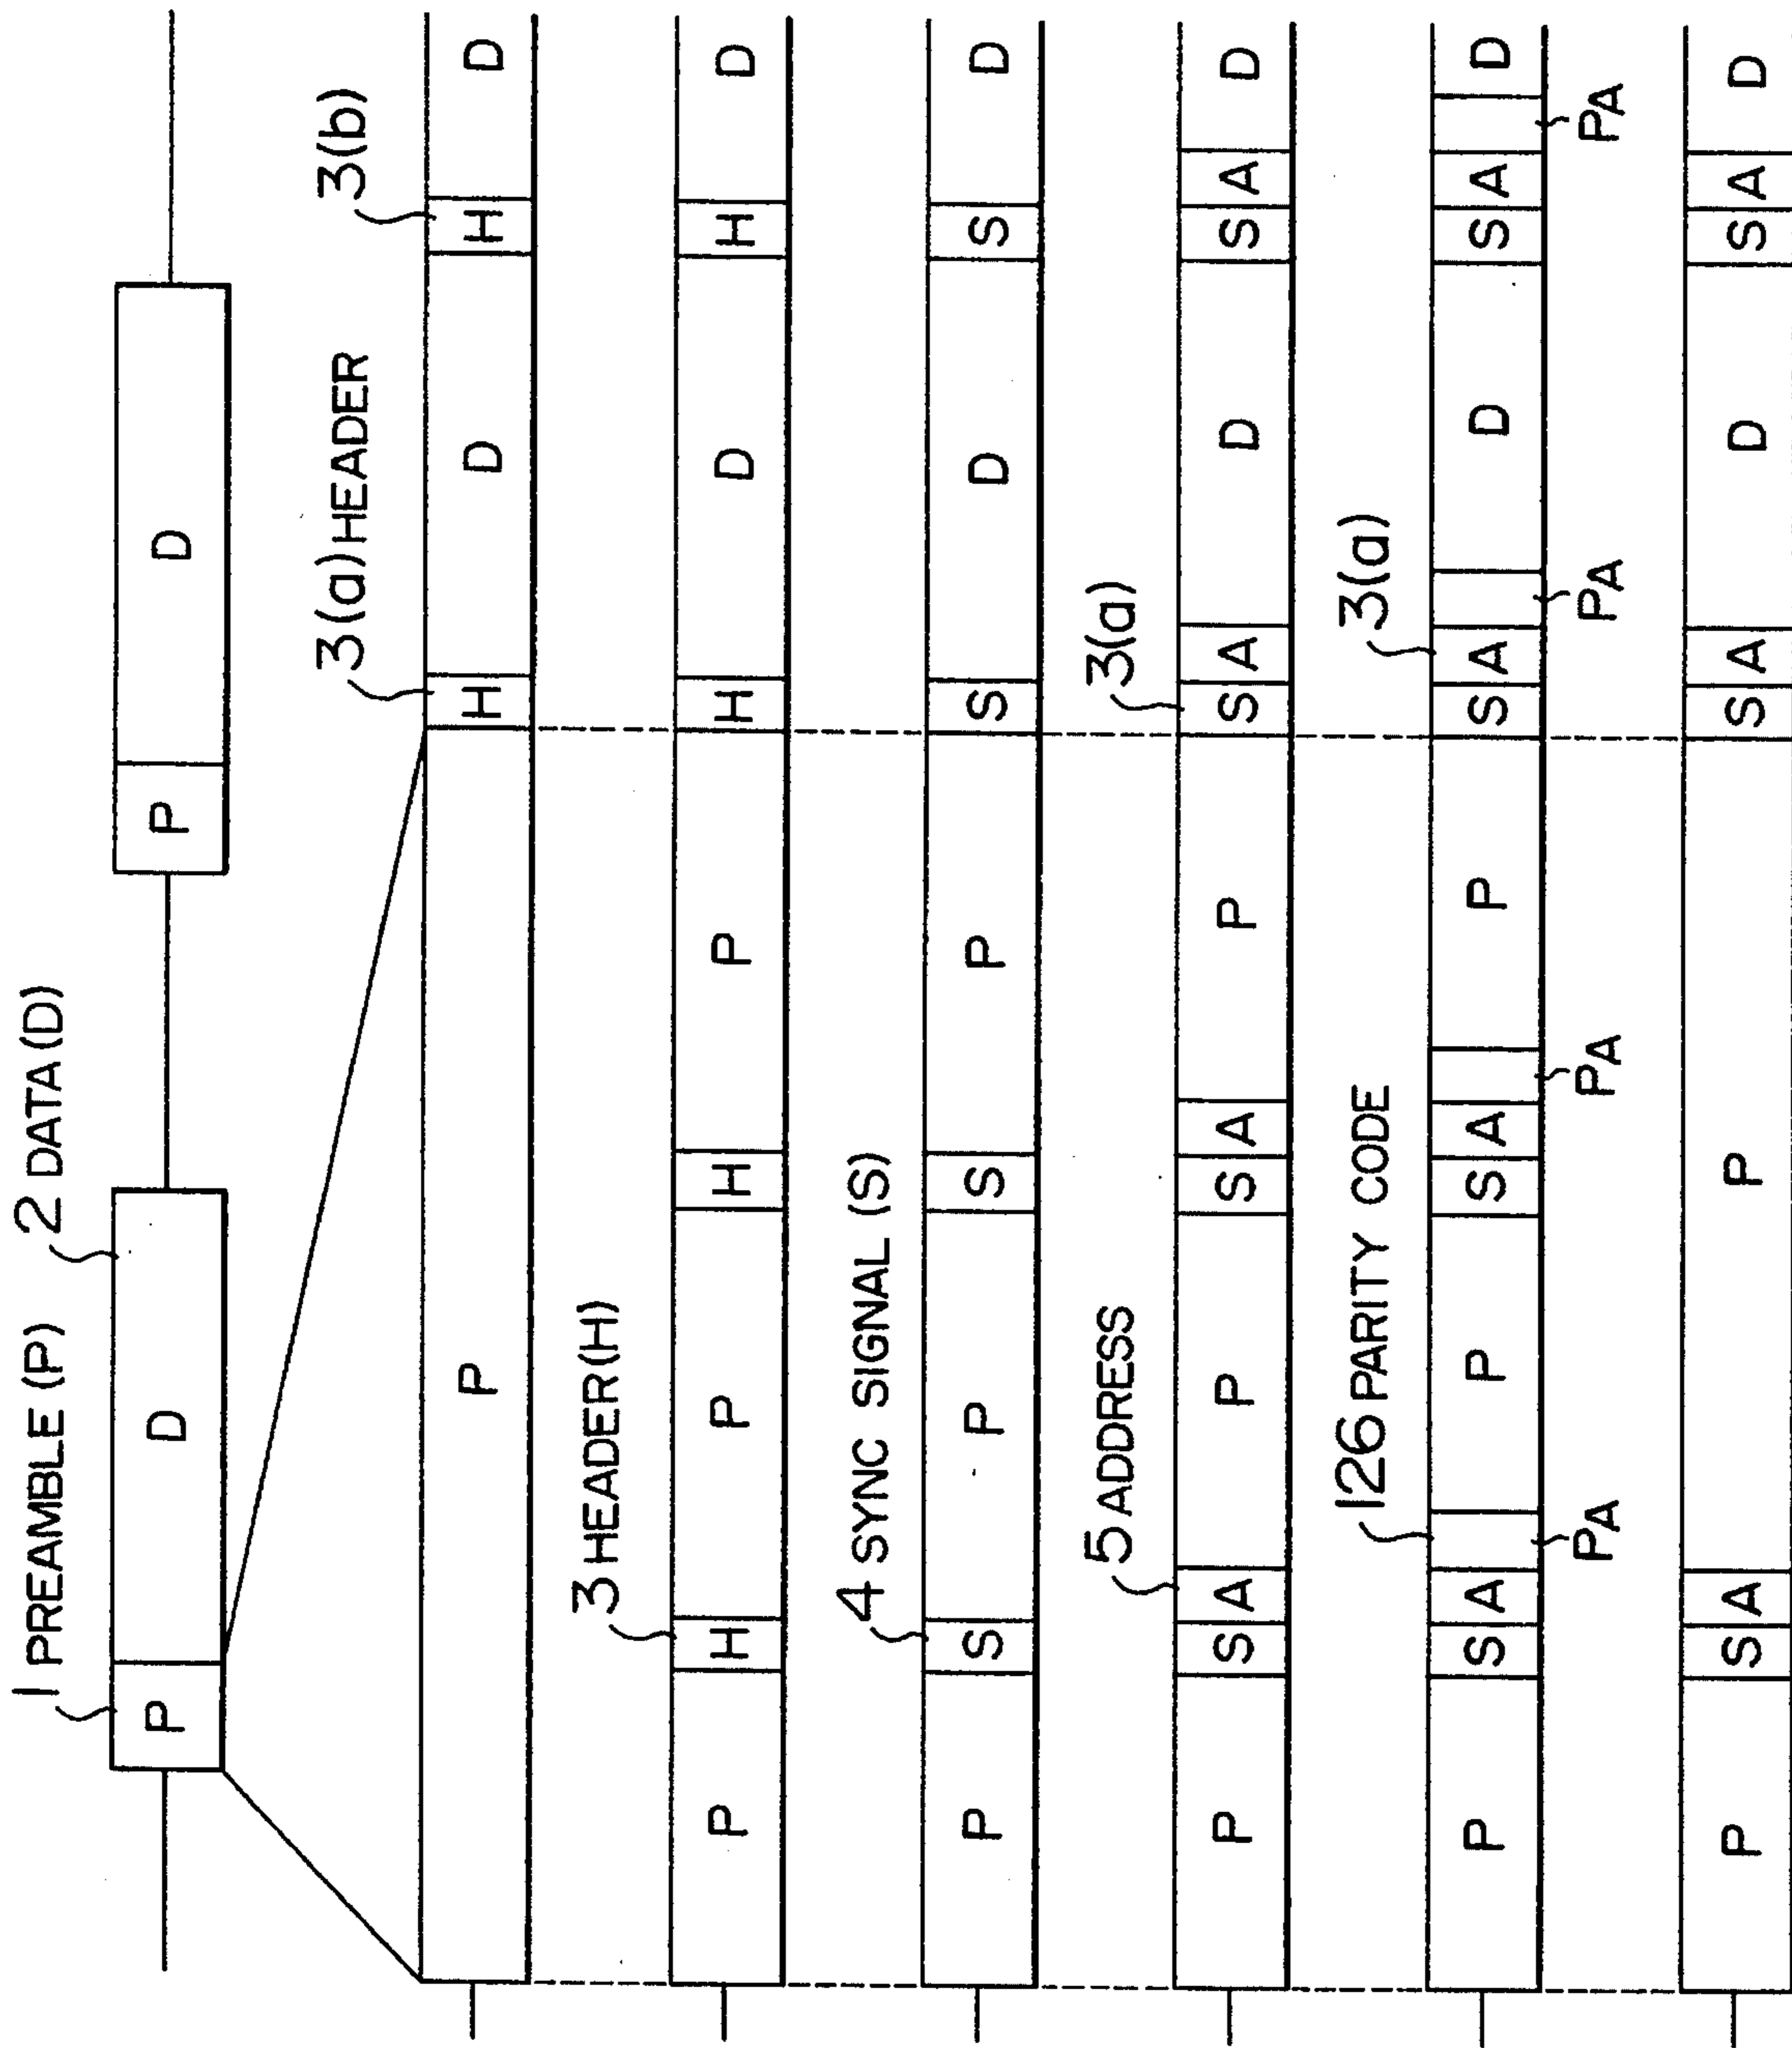 1 PREAMBLE (P) 2 DATA (D)
P D P D
3(a) HEADER 3(b)
P H D H D
3 HEADER (H)
P H P H P H D H D
4 SYNC SIGNAL (S)
P S P S P S D S D
5 ADDRESS 3(a)
P S A P S A P S A D S A D
126 PARITY CODE 3(a)
P S A P S A P S A D S A D
PA PA PA PA
P S A P S A D S A D